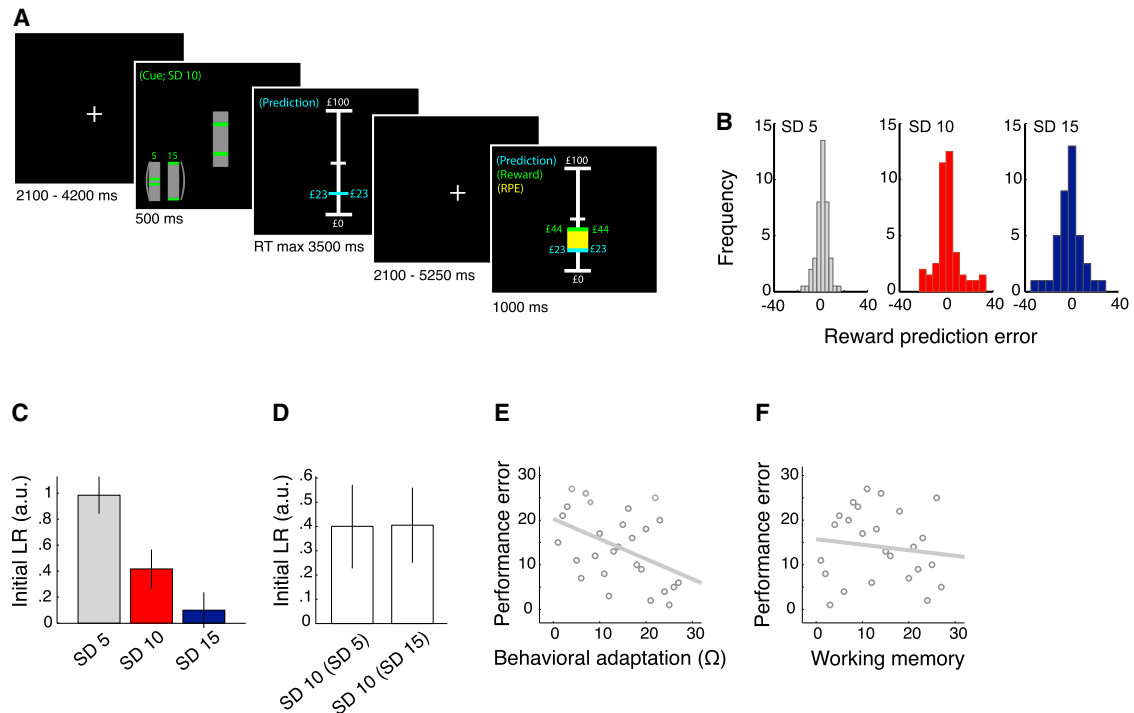 A
+
2100 - 4200 ms
(Cue; SD 10)
5 15
500 ms
(Prediction)
£100
£23 £23
£0
RT max 3500 ms
+
2100 - 5250 ms
(Prediction)
(Reward)
(RPE)
£100
£44 £44
£23 £23
£0
1000 ms
B
SD 5
SD 10
SD 15
Frequency
15
10
5
0
-40 0 40
15
10
5
0
-40 0 40
15
10
5
0
-40 0 40
Reward prediction error
C
Initial LR (a.u.)
1
.8
.6
.4
.2
0
SD 5
SD 10
SD 15
D
Initial LR (a.u.)
.6
.5
.4
.3
.2
.1
0
SD 10 (SD 5)
SD 10 (SD 15)
E
Performance error
30
20
10
0
0 10 20 30
Behavioral adaptation (Ω)
F
Performance error
30
20
10
0
0 10 20 30
Working memory